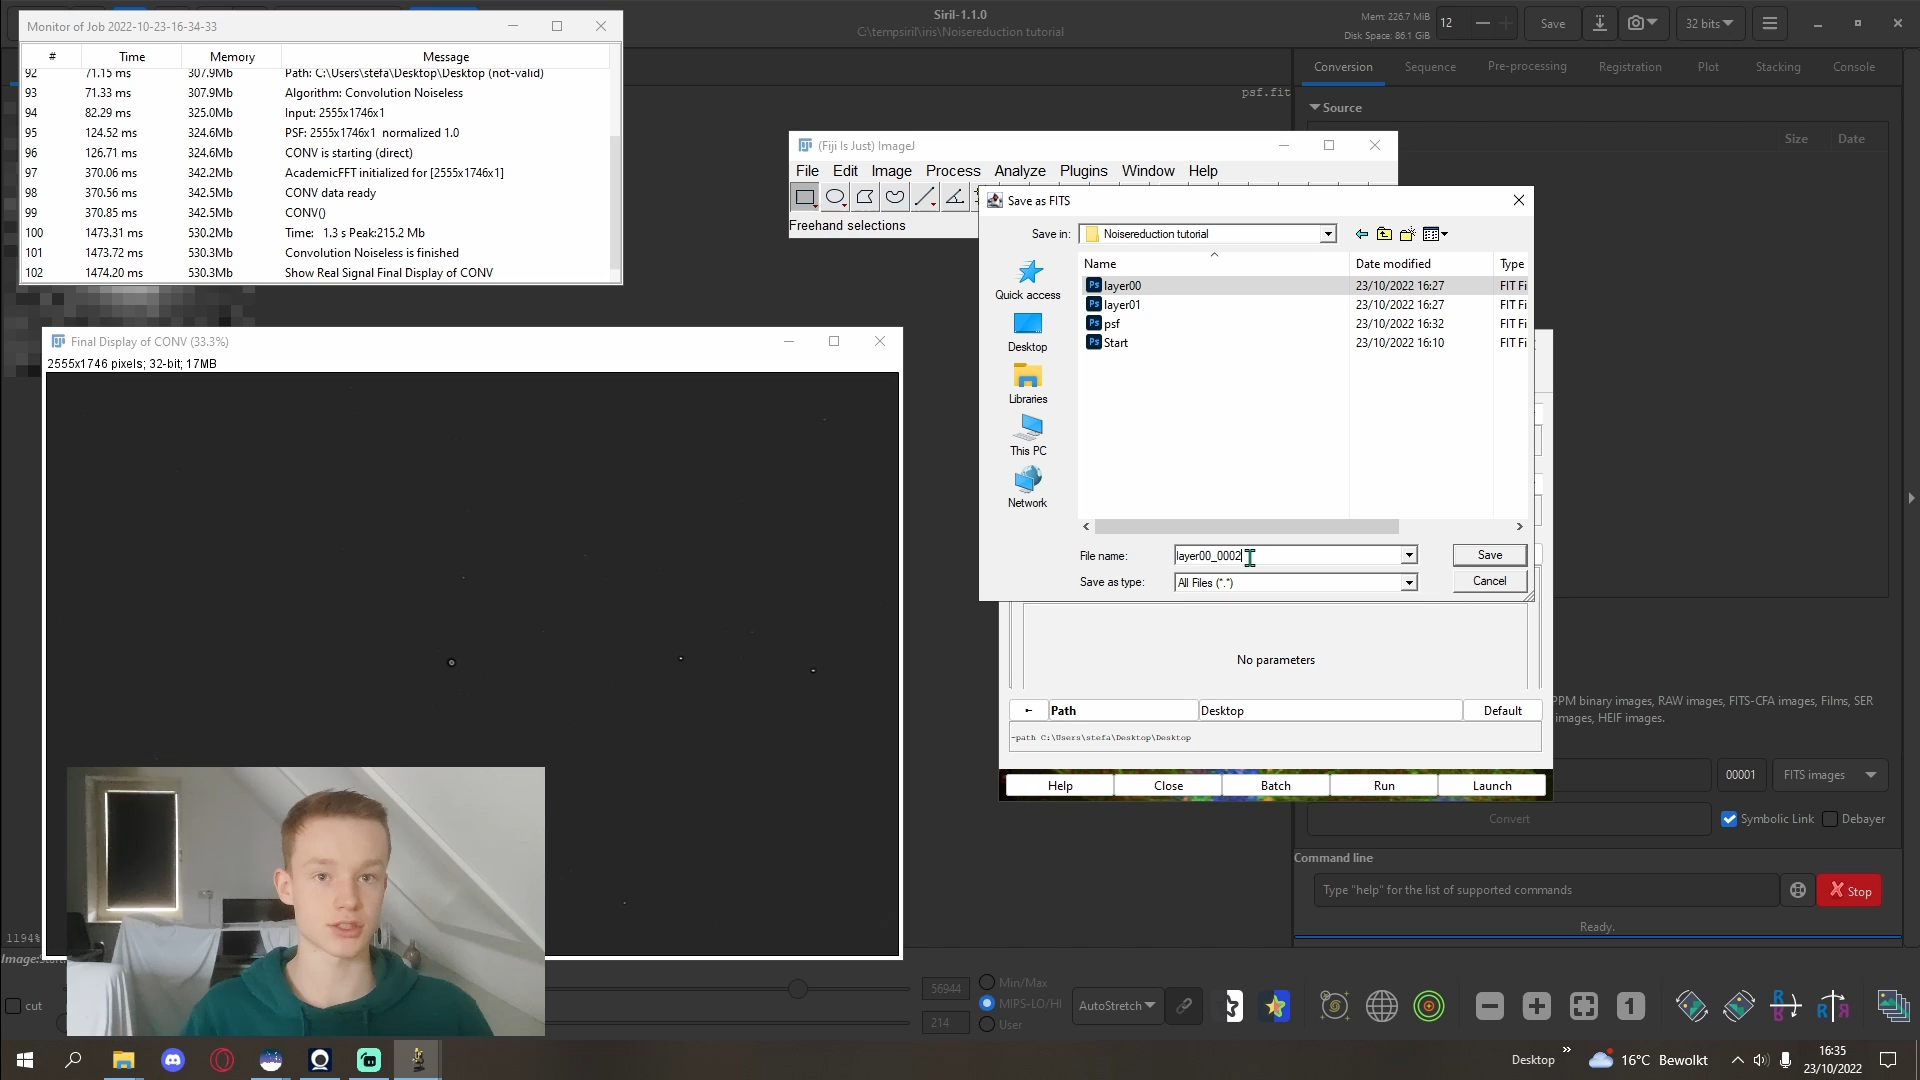 Monitor of Job 2022-10-23-16-34-33
# Time Memory Message
92 71.15 ms 307.9Mb Path: C:\Users\stefa\Desktop\Desktop (not-valid)
93 71.33 ms 307.9Mb Algorithm: Convolution Noiseless
94 82.29 ms 325.0Mb Input: 2555x1746x1
95 124.52 ms 324.6Mb PSF: 2555x1746x1 normalized 1.0
96 126.71 ms 324.6Mb CONV is starting (direct)
97 370.06 ms 342.2Mb AcademicFFT initialized for [2555x1746x1]
98 370.56 ms 342.5Mb CONV data ready
99 370.85 ms 342.5Mb CONV()
100 1473.31 ms 530.2Mb Time: 1.3 s Peak:215.2 Mb
101 1473.72 ms 530.3Mb Convolution Noiseless is finished
102 1474.20 ms 530.3Mb Show Real Signal Final Display of CONV
Siril-1.1.0
C:\tempsiril\iris\Noisereduction tutorial
Mem: 226.7 MiB
Disk Space: 86.1 GiB
12
Save
32 bits
Conversion Sequence Pre-processing Registration Plot Stacking Console
psf.fit
Source
Size Date
(Fiji Is Just) ImageJ
File Edit Image Process Analyze Plugins Window Help
Freehand selections
Save as FITS
Save in: Noisereduction tutorial
Name Date modified Type
layer00 23/10/2022 16:27 FIT Fi
layer01 23/10/2022 16:27 FIT Fi
psf 23/10/2022 16:32 FIT Fi
Start 23/10/2022 16:10 FIT Fi
Quick access
Desktop
Libraries
This PC
Network
File name: layer00_0002 Save
Save as type: All Files (*.*) Cancel
Final Display of CONV (33.3%)
2555x1746 pixels; 32-bit; 17MB
No parameters
Path Desktop Default
-path C:\Users\stefa\Desktop\Desktop
Help Close Batch Run Launch
PPM binary images, RAW images, FITS-CFA images, Films, SER
images, HEIF images.
00001 FITS images
Convert Symbolic Link Debayer
Command line
Type "help" for the list of supported commands Stop
Ready.
1194%
Image:
cut
56944
214
Min/Max
MIPS-LO/HI
User
AutoStretch
1
R R
R R
Ps
Ps
Ps
Ps
Desktop »
16°C Bewolkt
16:35
23/10/2022